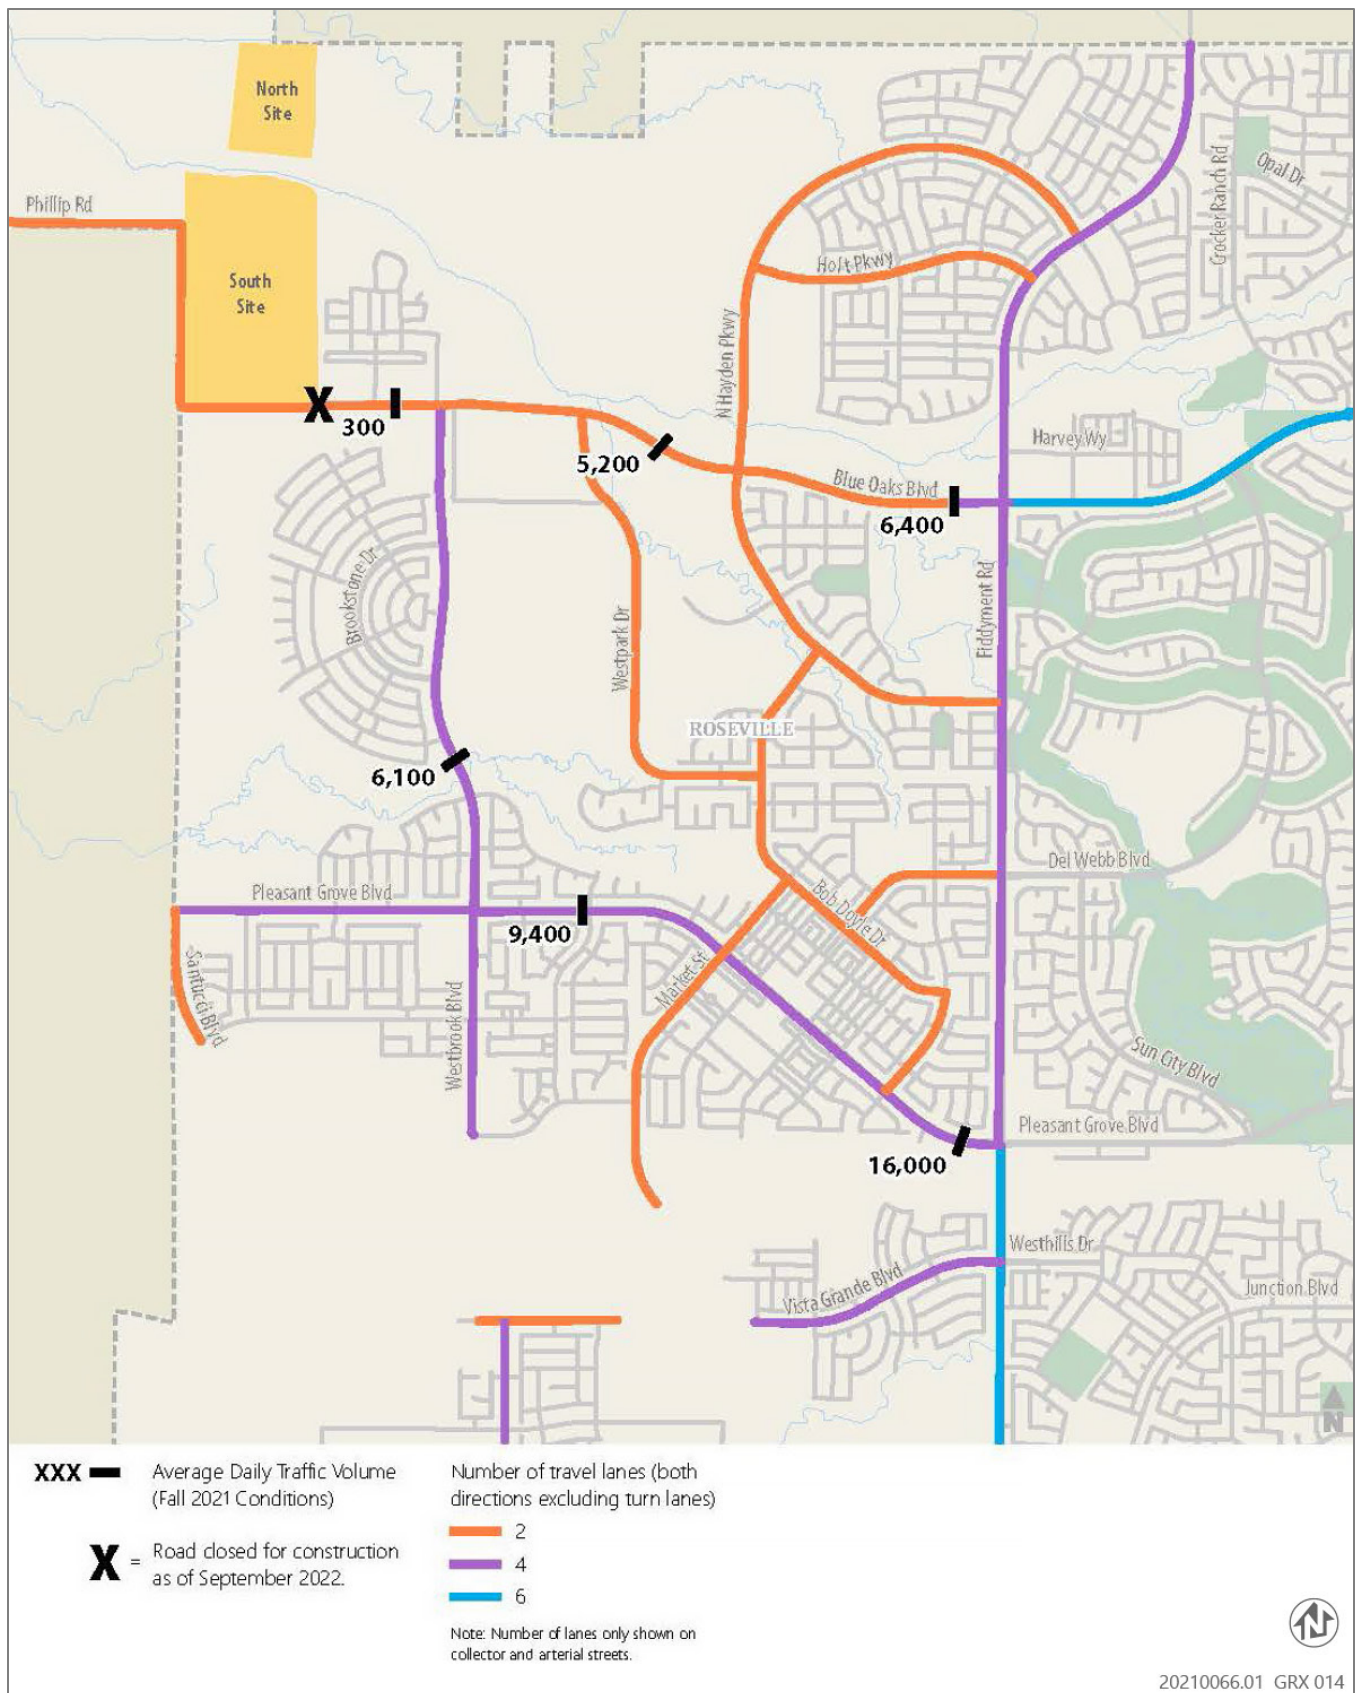 North
Site
Opal Dr
Crocker Ranch Rd
Phillip Rd
South
Site
Holt Pkwy
N Hayden Pkwy
X
300
5,200
Harvey Wy
Blue Oaks Blvd
6,400
Brookstone Dr
Westpark Dr
Fiddyment Rd
ROSEVILLE
6,100
Del Webb Blvd
Pleasant Grove Blvd
Bob Doyle Dr
9,400
Market St
Santucci Blvd
Westbrook Blvd
Sun City Blvd
Pleasant Grove Blvd
16,000
Westhills Dr
Vista Grande Blvd
Junction Blvd
N
XXX
Average Daily Traffic Volume
(Fall 2021 Conditions)
X = Road closed for construction
as of September 2022.
Number of travel lanes (both
directions excluding turn lanes)
2
4
6
Note: Number of lanes only shown on
collector and arterial streets.
N
20210066.01 GRX 014